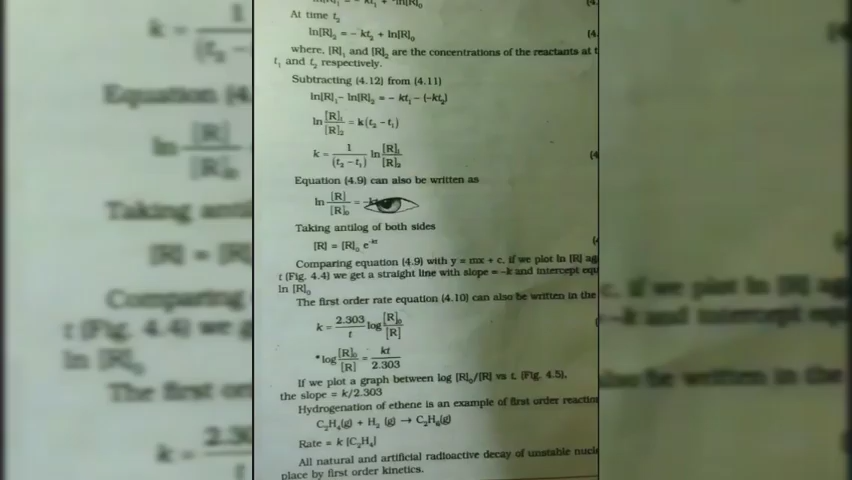 At time t₂
ln[R]₂ = – kt₂ + ln[R]₀
where, [R]₁ and [R]₂ are the concentrations of the reactants at t
t₁ and t₂ respectively.
Subtracting (4.12) from (4.11)
ln[R]₁– ln[R]₂ = – kt₁ – (–kt₂)
ln [R]₁/[R]₂ = k(t₂ – t₁)
k = 1/(t₂ – t₁) ln [R]₁/[R]₂
Equation (4.9) can also be written as
ln [R]/[R]₀ =
Taking antilog of both sides
[R] = [R]₀ e^-kt
Comparing equation (4.9) with y = mx + c, if we plot ln [R] ag
t (Fig. 4.4) we get a straight line with slope = –k and intercept equ
ln [R]₀
The first order rate equation (4.10) can also be written in the
k = 2.303/t log [R]₀/[R]
*log [R]₀/[R] = kt/2.303
If we plot a graph between log [R]₀/[R] vs t, (Fig. 4.5),
the slope = k/2.303
Hydrogenation of ethene is an example of first order reaction
C₂H₄(g) + H₂ (g) → C₂H₆(g)
Rate = k [C₂H₄]
All natural and artificial radioactive decay of unstable nucle
place by first order kinetics.